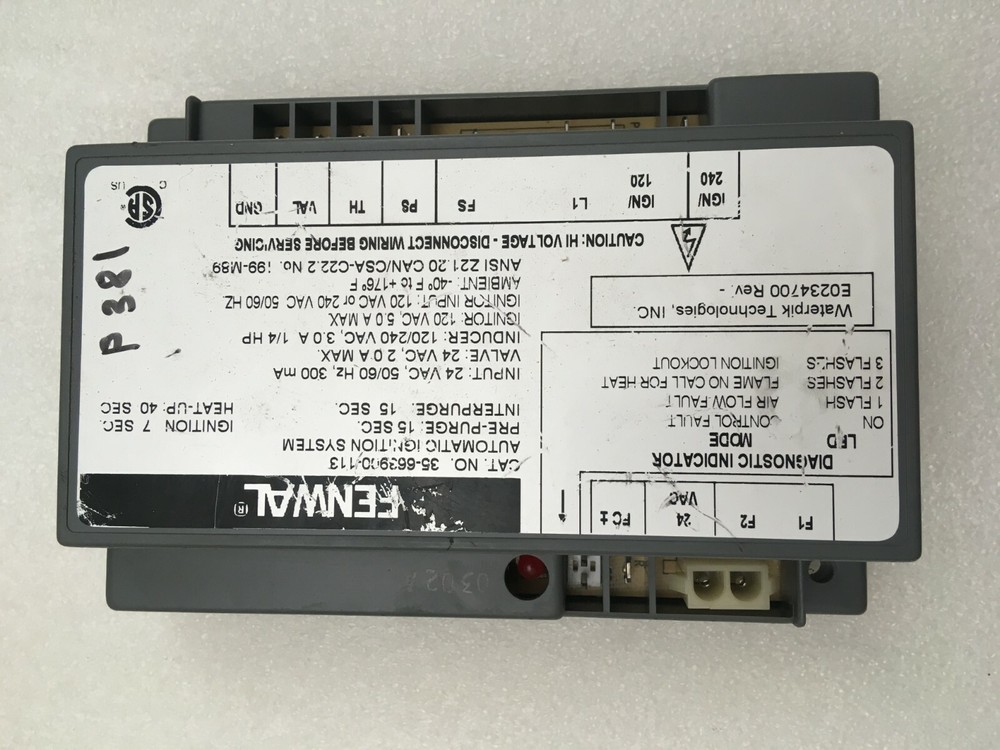 F1 F2 24 VAC FC ±
DIAGNOSTIC INDICATOR
LED MODE
ON CONTROL FAULT
1 FLASH AIR FLOW FAULT
2 FLASHES FLAME NO CALL FOR HEAT
3 FLASHES IGNITION LOCKOUT
Waterpik Technologies, INC.
E0234700 Rev. -
FENWAL ®
CAT. NO. 35-663900-113
AUTOMATIC IGNITION SYSTEM
PRE-PURGE: 15 SEC. IGNITION 7 SEC.
INTERPURGE: 15 SEC. HEAT-UP: 40 SEC
INPUT: 24 VAC, 50/60 Hz, 300 mA
VALVE: 24 VAC, 2.0 A MAX.
INDUCER: 120/240 VAC, 3.0 A 1/4 HP
IGNITOR: 120 VAC, 5.0 A MAX.
IGNITOR INPUT: 120 VAC or 240 VAC 50/60 HZ
AMBIENT: -40° F to +176° F
ANSI Z21.20 CAN/CSA-C22.2 No. 199-M89
CAUTION: HI VOLTAGE - DISCONNECT WIRING BEFORE SERVICING
IGN/ 240 IGN/ 120 L1 FS PS TH VAL GND
C SA ® US
P381
0302